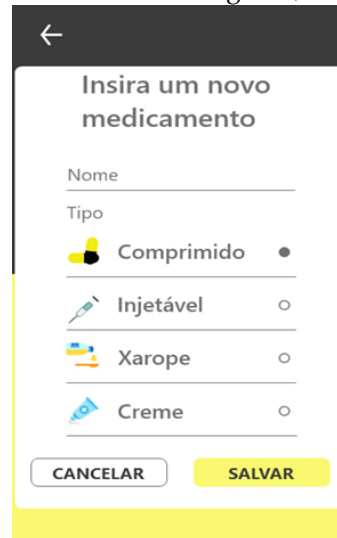 Insira um novo
medicamento
Nome
Tipo
Comprimido
Injetável
Xarope
Creme
CANCELAR
SALVAR